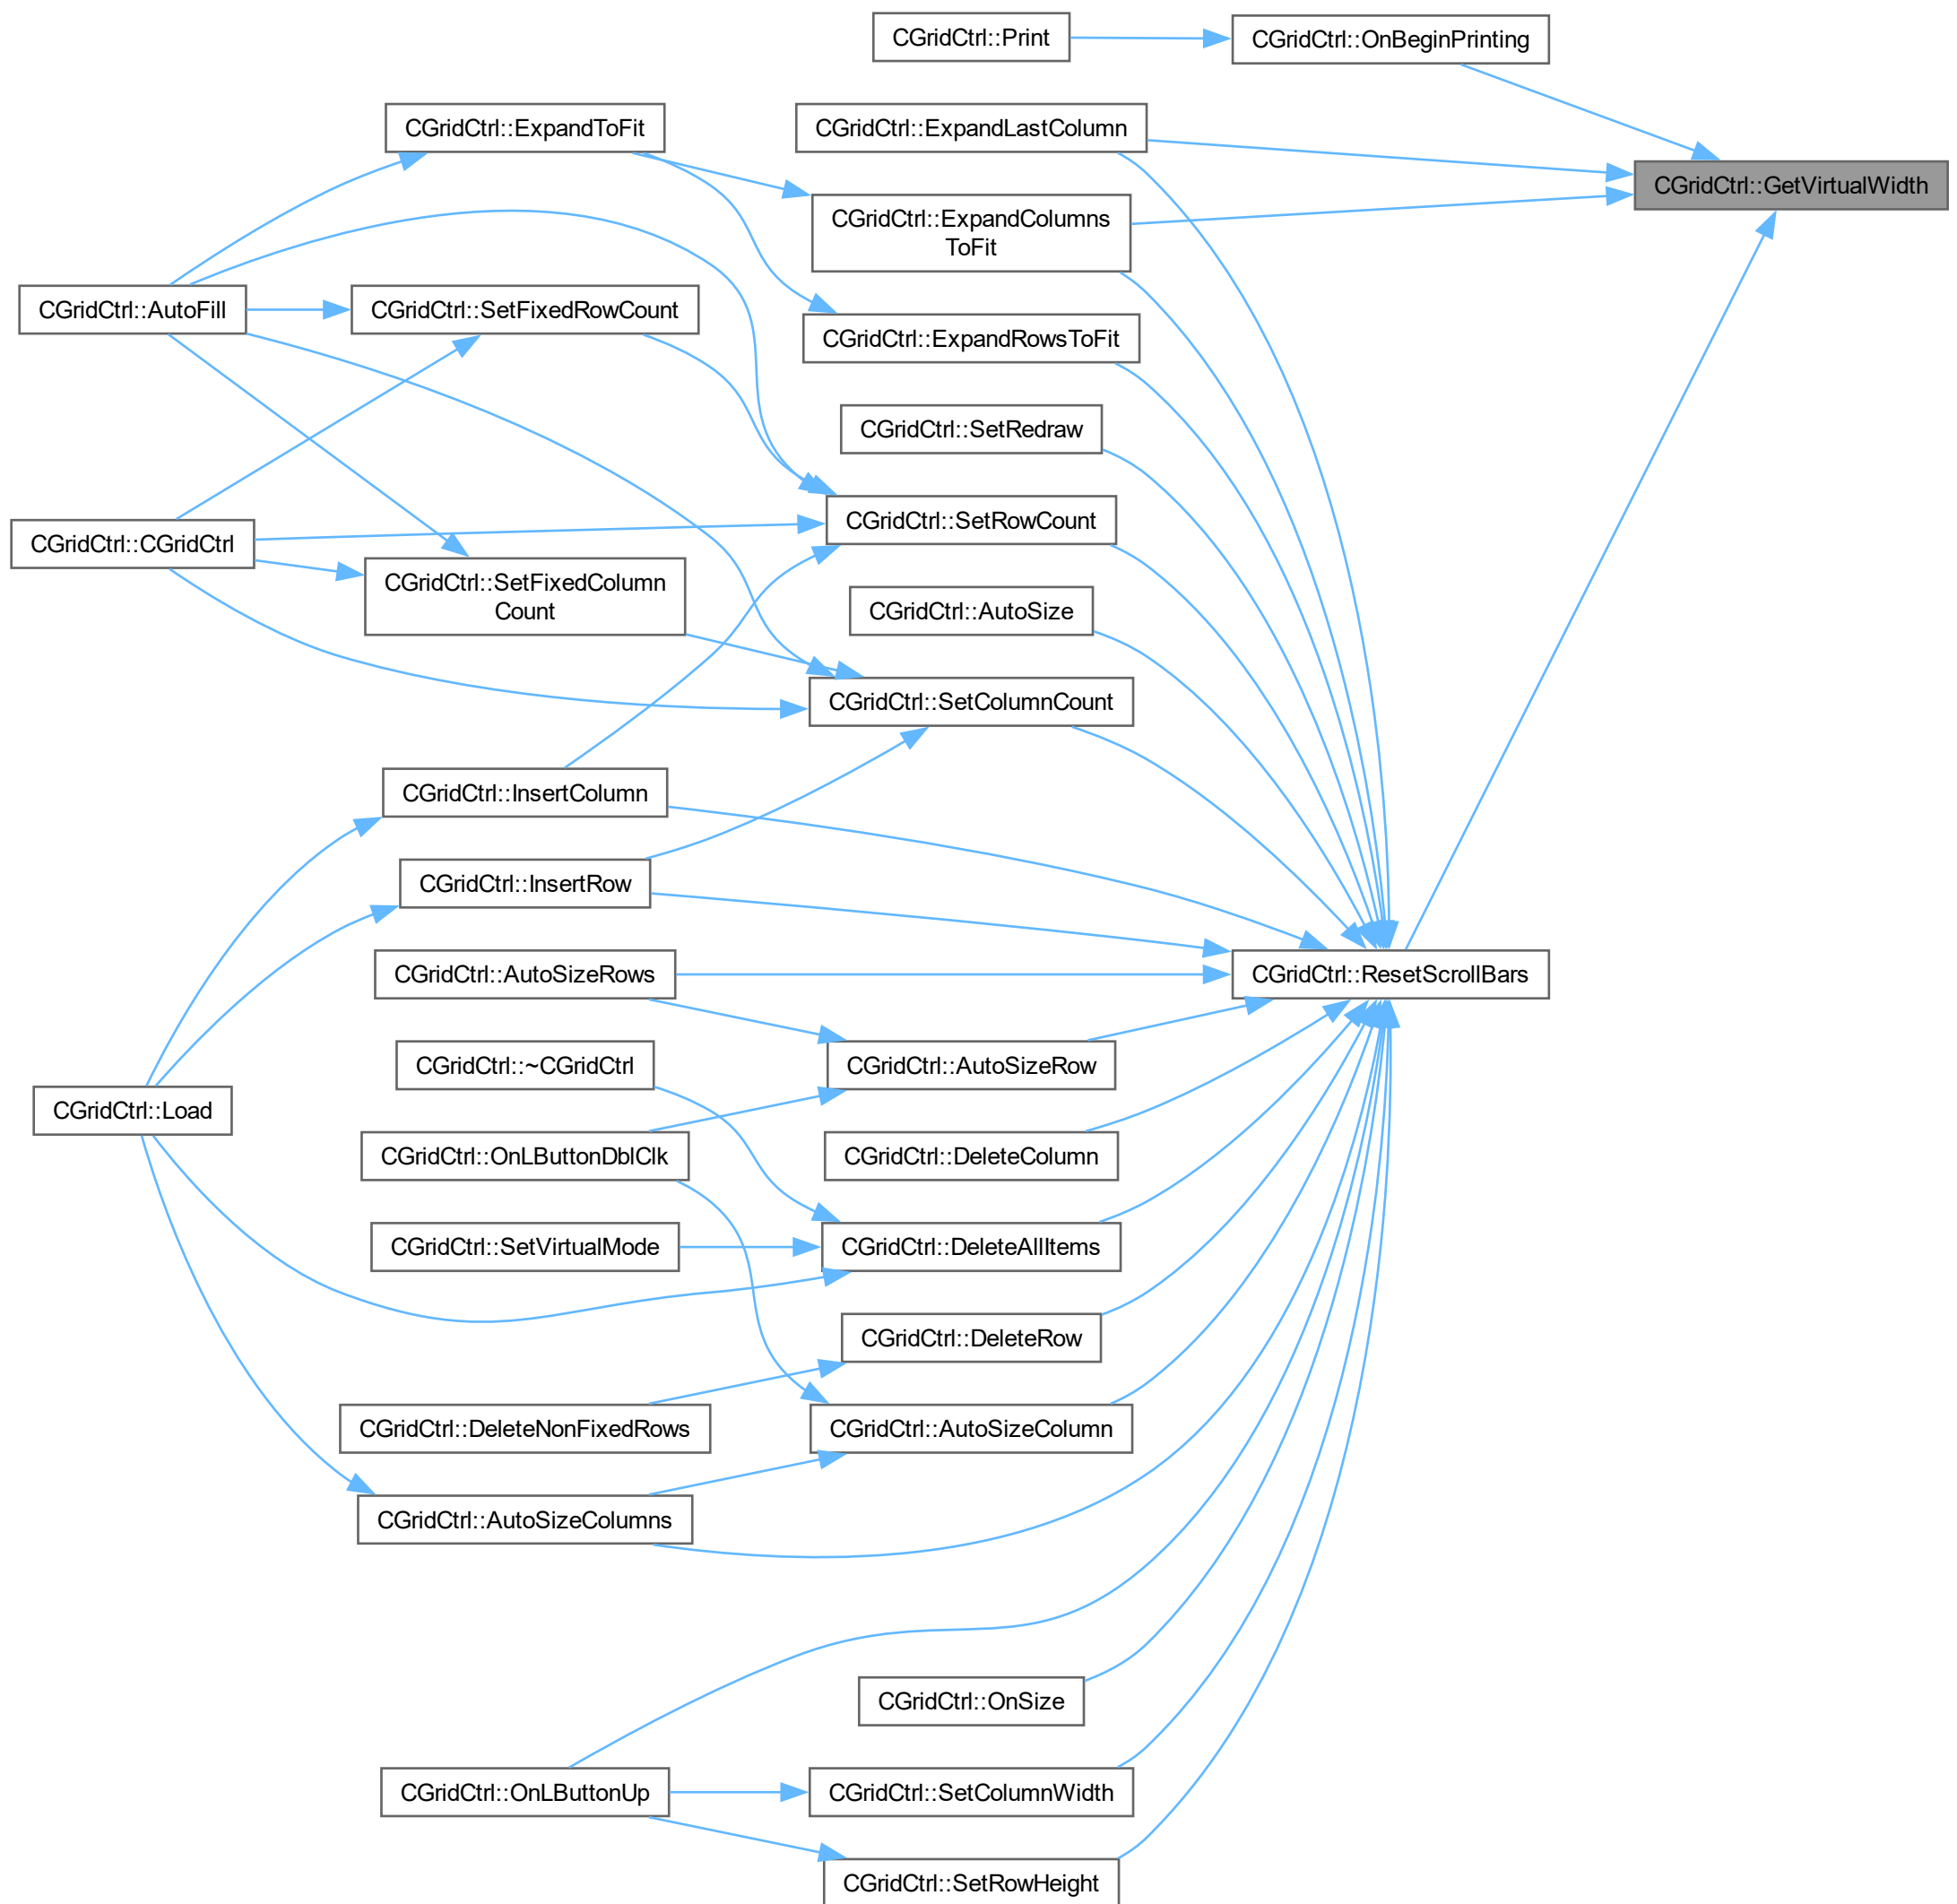 CGridCtrl::Print
CGridCtrl::OnBeginPrinting
CGridCtrl::ExpandToFit
CGridCtrl::ExpandLastColumn
CGridCtrl::GetVirtualWidth
CGridCtrl::ExpandColumns
ToFit
CGridCtrl::AutoFill
CGridCtrl::SetFixedRowCount
CGridCtrl::ExpandRowsToFit
CGridCtrl::SetRedraw
CGridCtrl::SetRowCount
CGridCtrl::CGridCtrl
CGridCtrl::SetFixedColumn
Count
CGridCtrl::AutoSize
CGridCtrl::SetColumnCount
CGridCtrl::InsertColumn
CGridCtrl::InsertRow
CGridCtrl::AutoSizeRows
CGridCtrl::ResetScrollBars
CGridCtrl::~CGridCtrl
CGridCtrl::AutoSizeRow
CGridCtrl::Load
CGridCtrl::OnLButtonDblClk
CGridCtrl::DeleteColumn
CGridCtrl::SetVirtualMode
CGridCtrl::DeleteAllItems
CGridCtrl::DeleteRow
CGridCtrl::DeleteNonFixedRows
CGridCtrl::AutoSizeColumn
CGridCtrl::AutoSizeColumns
CGridCtrl::OnSize
CGridCtrl::OnLButtonUp
CGridCtrl::SetColumnWidth
CGridCtrl::SetRowHeight